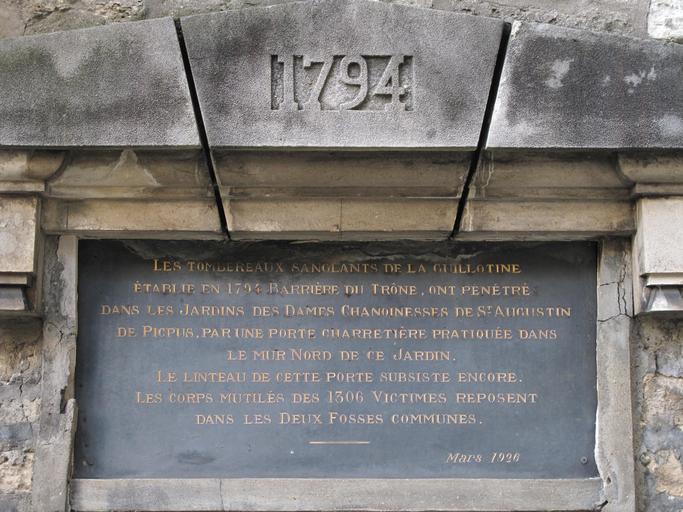 1794
Les tombereaux sanglants de la guillotine
établie en 1794 Barrière du Trône, ont penétré
dans les Jardins des Dames Chanoinesses de St Augustin
de Picpus, par une porte charretière pratiquée dans
le mur Nord de ce Jardin.
Le linteau de cette porte subsiste encore.
Les corps mutilés des 1306 Victimes reposent
dans les Deux Fosses communes.
Mars 1926